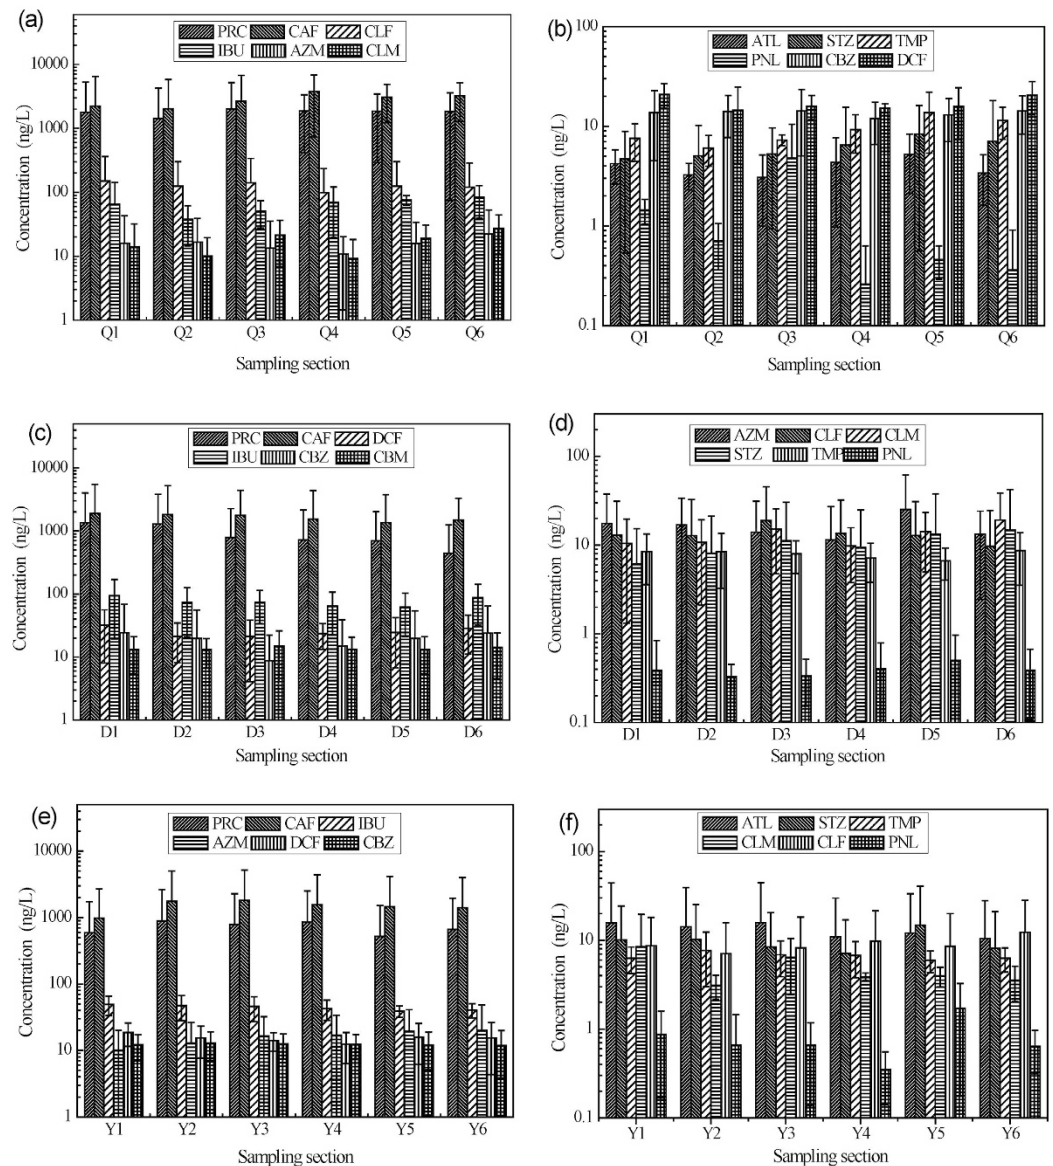 (a)
PRC CAF CLF
IBU AZM CLM
Concentration (ng/L)
10000
1000
100
10
1
Q1 Q2 Q3 Q4 Q5 Q6
Sampling section
(b)
ATL STZ TMP
PNL CBZ DCF
Concentration (ng/L)
100
10
1
0.1
Q1 Q2 Q3 Q4 Q5 Q6
Sampling section
(c)
PRC CAF DCF
IBU CBZ CBM
Concentration (ng/L)
10000
1000
100
10
1
D1 D2 D3 D4 D5 D6
Sampling section
(d)
AZM CLF CLM
STZ TMP PNL
Concentration (ng/L)
100
10
1
0.1
D1 D2 D3 D4 D5 D6
Sampling section
(e)
PRC CAF IBU
AZM DCF CBZ
Concentration (ng/L)
10000
1000
100
10
1
Y1 Y2 Y3 Y4 Y5 Y6
Sampling section
(f)
ATL STZ TMP
CLM CLF PNL
Concentration (ng/L)
100
10
1
0.1
Y1 Y2 Y3 Y4 Y5 Y6
Sampling section